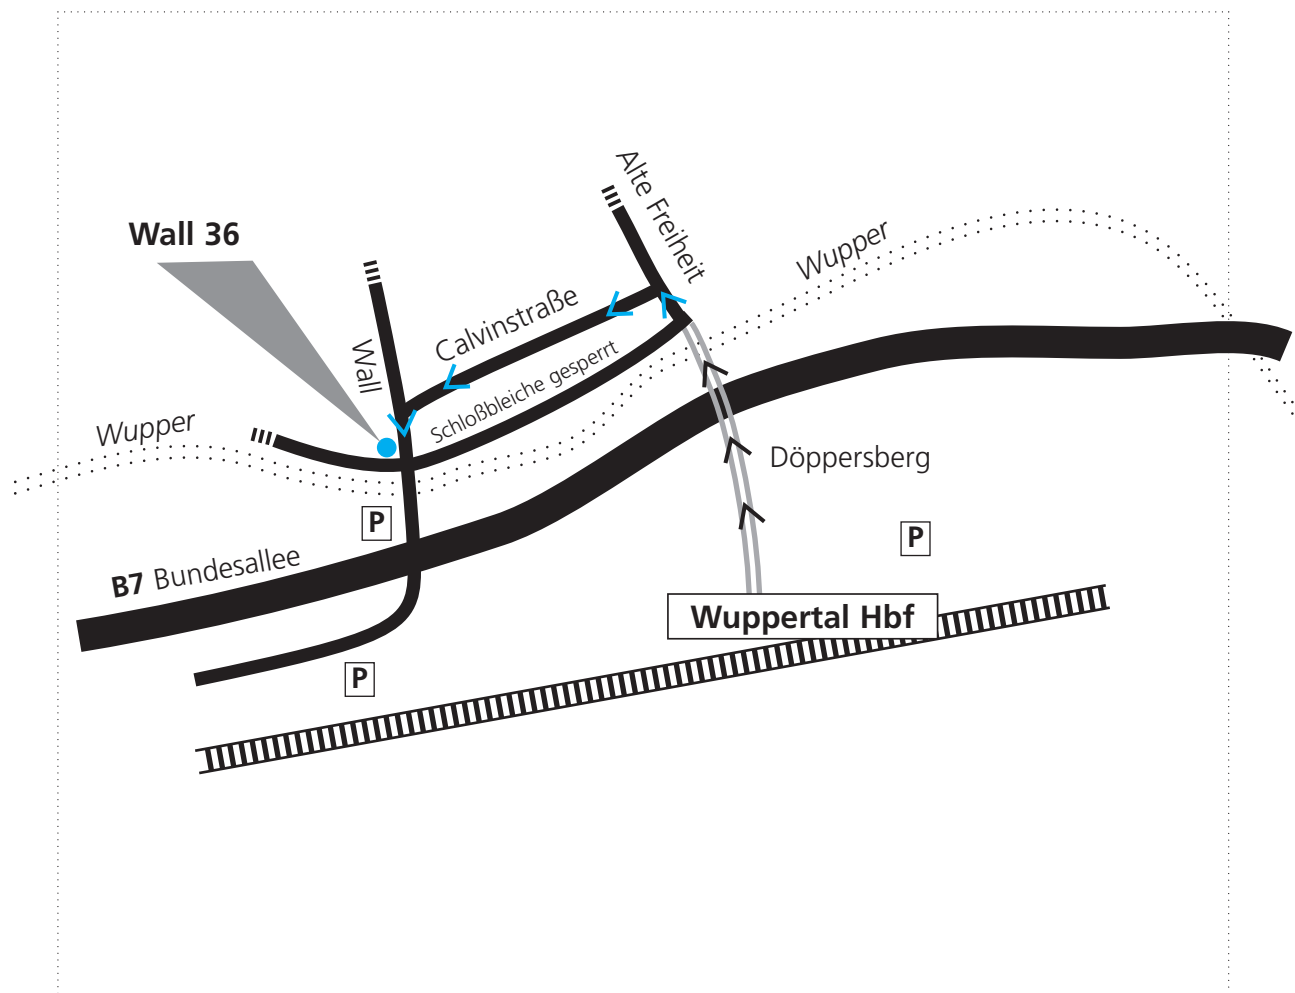 Alte Freiheit
Wall 36
Wupper
Calvinstraße
Wall
Schloßbleiche gesperrt
Wupper
Döppersberg
P
P
B7 Bundesallee
Wuppertal Hbf
P